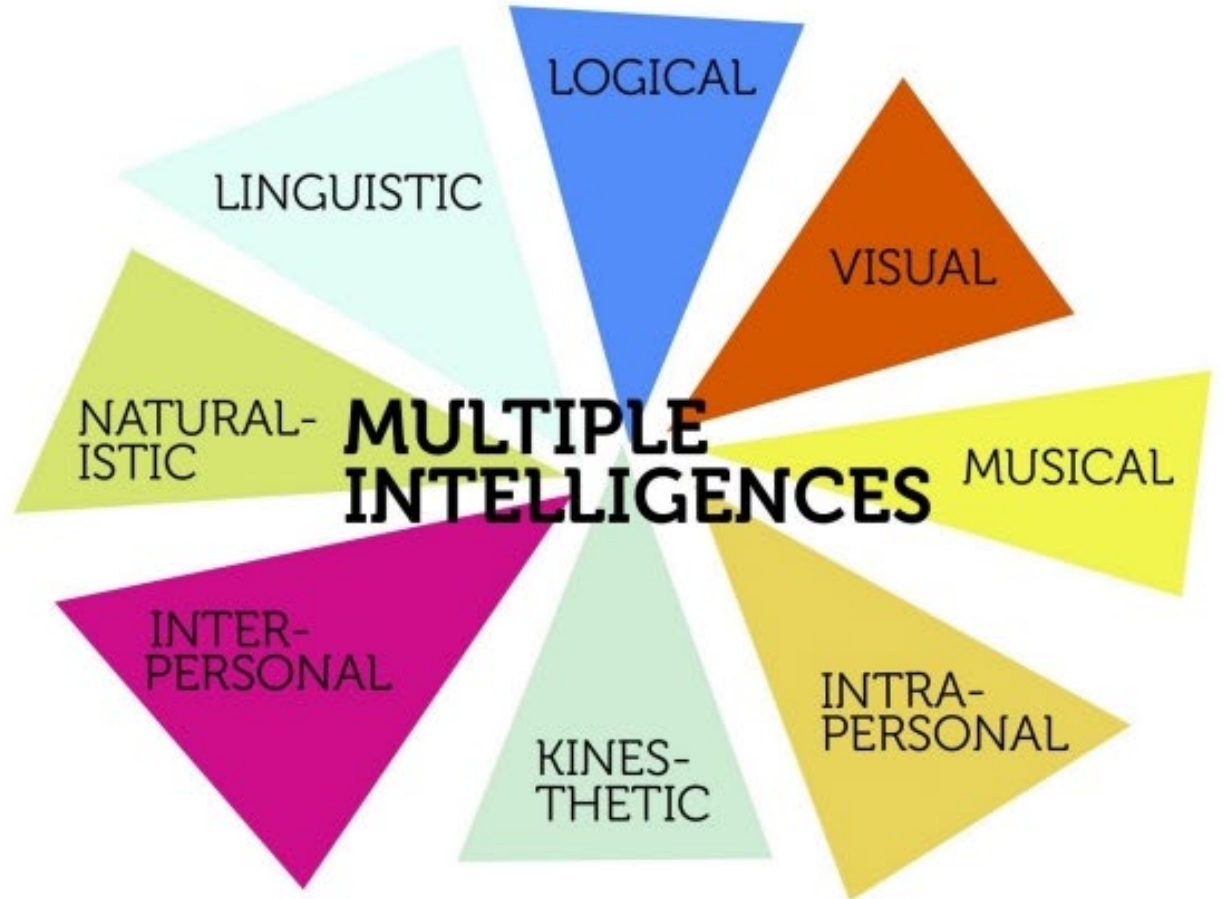 LOGICAL
LINGUISTIC
VISUAL
NATURAL-
ISTIC
MULTIPLE
INTELLIGENCES
MUSICAL
INTER-
PERSONAL
INTRA-
PERSONAL
KINES-
THETIC